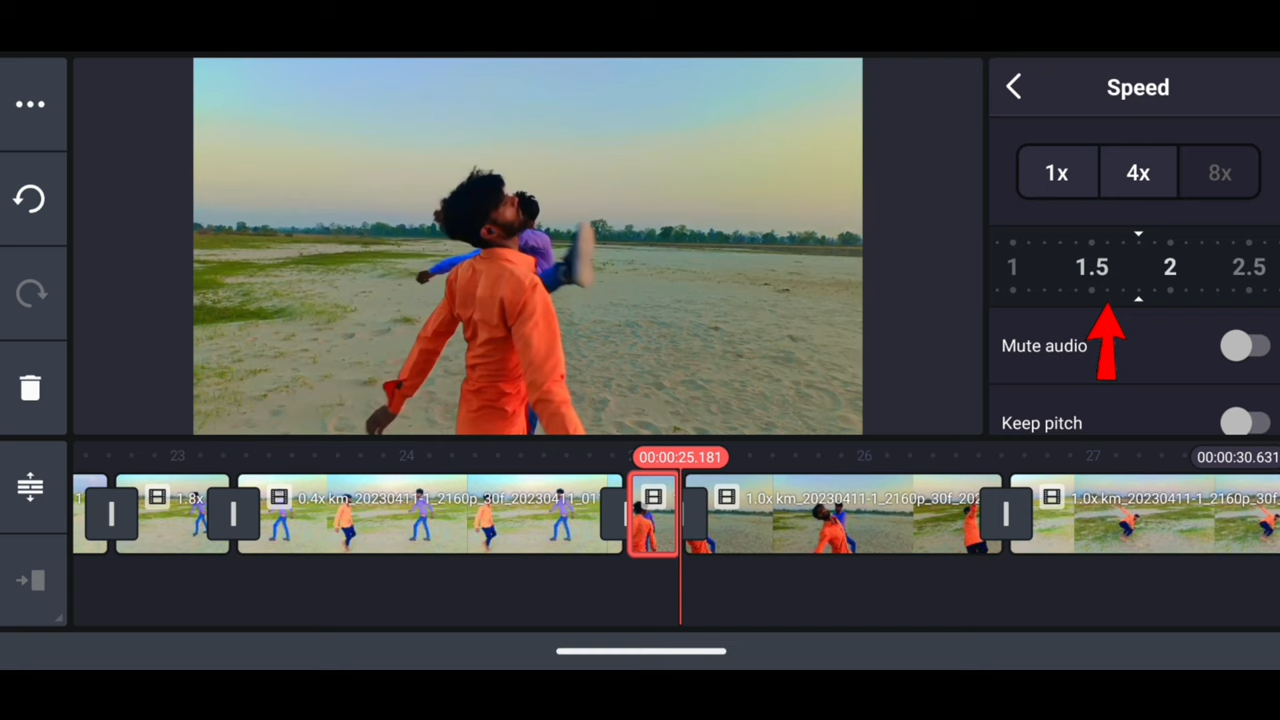 Speed
1x 4x 8x
1 1.5 2 2.5
Mute audio
Keep pitch
23 24 00:00:25.181 26 27 00:00:30.631
1.8x 0.4x km_20230411-1_2160p_30f_20230411_01 1.0x km_20230411-1_2160p_30f_202 1.0x km_20230411-1_2160p_30f